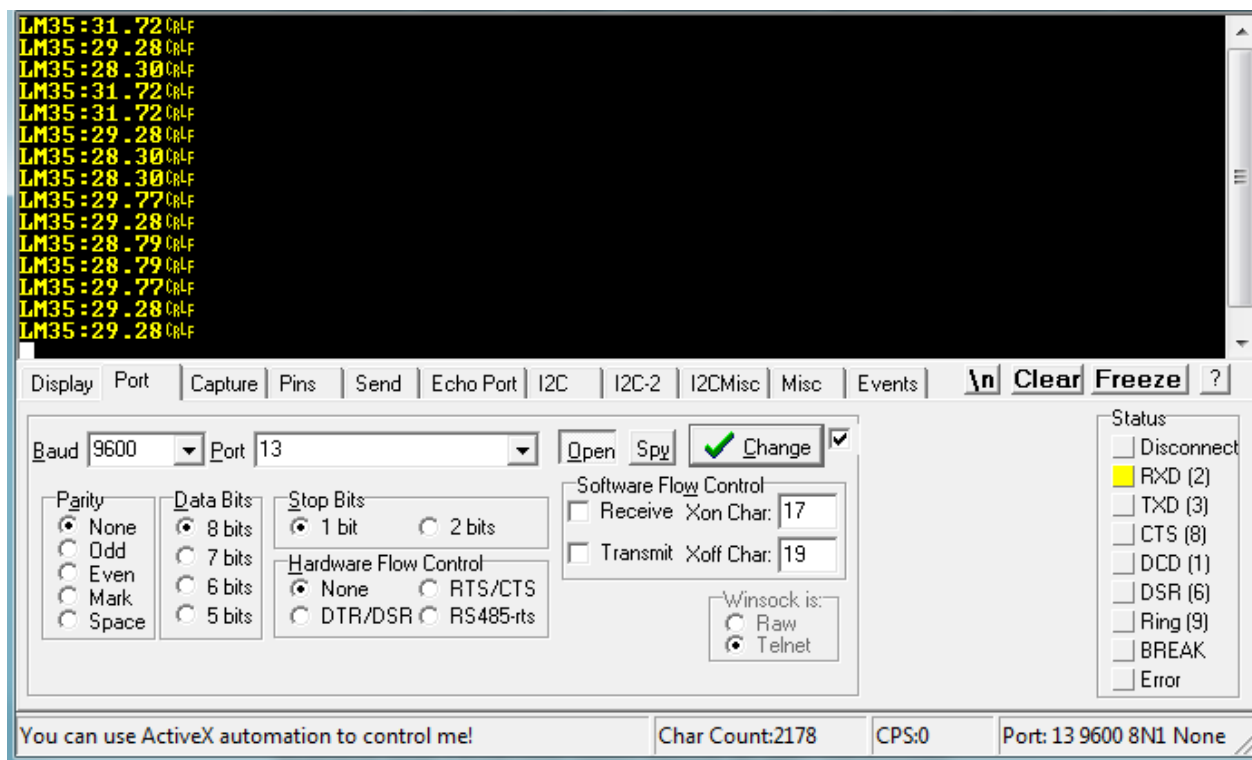 LM35:31.72CRLF
LM35:29.28CRLF
LM35:28.30CRLF
LM35:31.72CRLF
LM35:31.72CRLF
LM35:29.28CRLF
LM35:28.30CRLF
LM35:28.30CRLF
LM35:29.77CRLF
LM35:29.28CRLF
LM35:28.79CRLF
LM35:28.79CRLF
LM35:29.77CRLF
LM35:29.28CRLF
LM35:29.28CRLF
Display Port Capture Pins Send Echo Port I2C I2C-2 I2CMisc Misc Events \n Clear Freeze ?
Baud 9600 Port 13 Open Spy Change
Parity
None
Odd
Even
Mark
Space
Data Bits
8 bits
7 bits
6 bits
5 bits
Stop Bits
1 bit 2 bits
Hardware Flow Control
None RTS/CTS
DTR/DSR RS485-rts
Software Flow Control
Receive Xon Char: 17
Transmit Xoff Char: 19
Winsock is:
Raw
Telnet
Status
Disconnect
RXD (2)
TXD (3)
CTS (8)
DCD (1)
DSR (6)
Ring (9)
BREAK
Error
You can use ActiveX automation to control me! Char Count:2178 CPS:0 Port: 13 9600 8N1 None